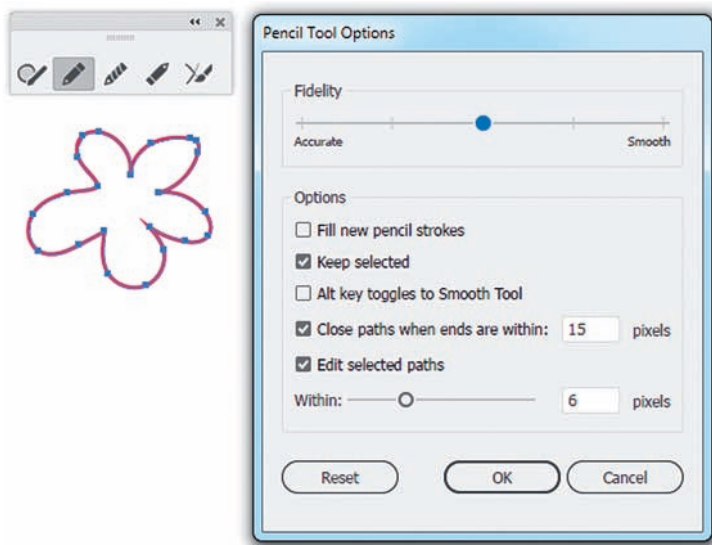 Pencil Tool Options
Fidelity
Accurate Smooth
Options
Fill new pencil strokes
Keep selected
Alt key toggles to Smooth Tool
Close paths when ends are within: 15 pixels
Edit selected paths
Within: 6 pixels
Reset OK Cancel